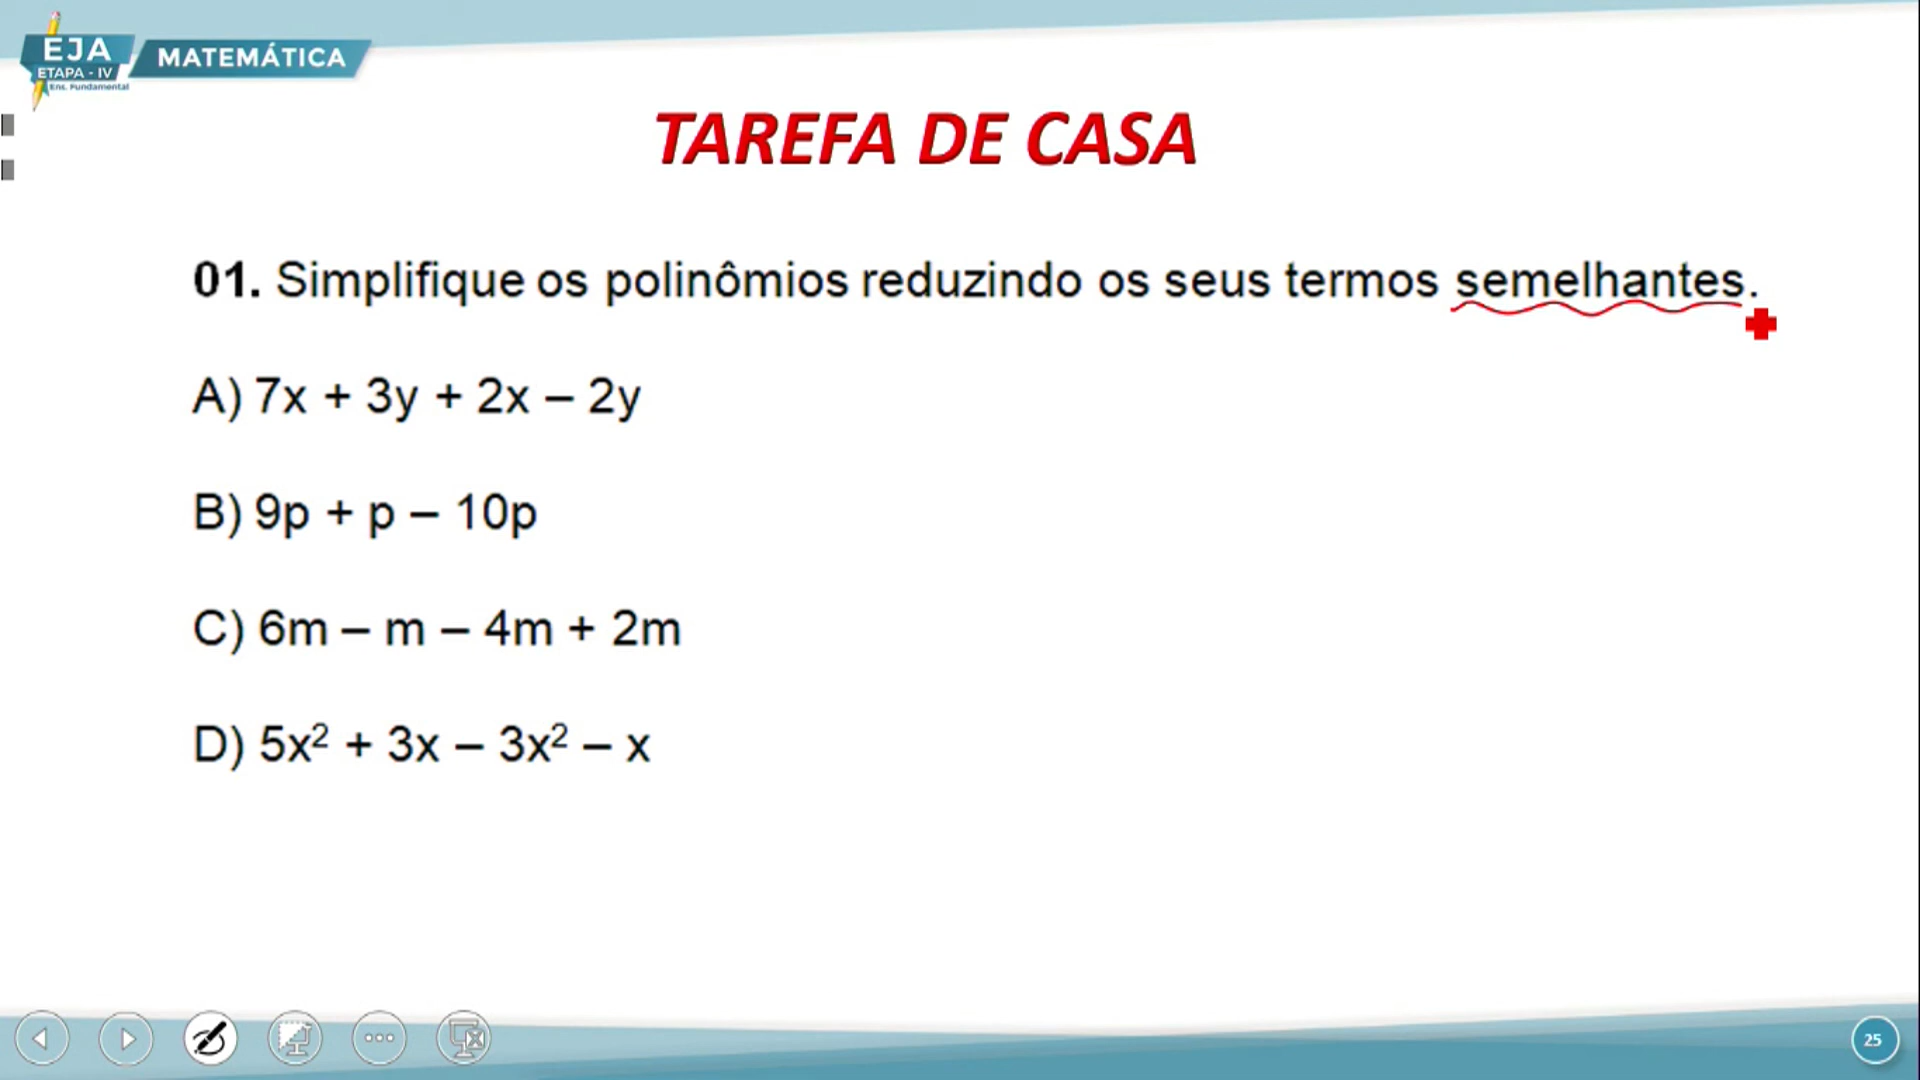 EJA
ETAPA - IV
Ens. Fundamental
MATEMÁTICA
TAREFA DE CASA
01. Simplifique os polinômios reduzindo os seus termos semelhantes.
A) 7x + 3y + 2x – 2y
B) 9p + p – 10p
C) 6m – m – 4m + 2m
D) 5x² + 3x – 3x² – x
25